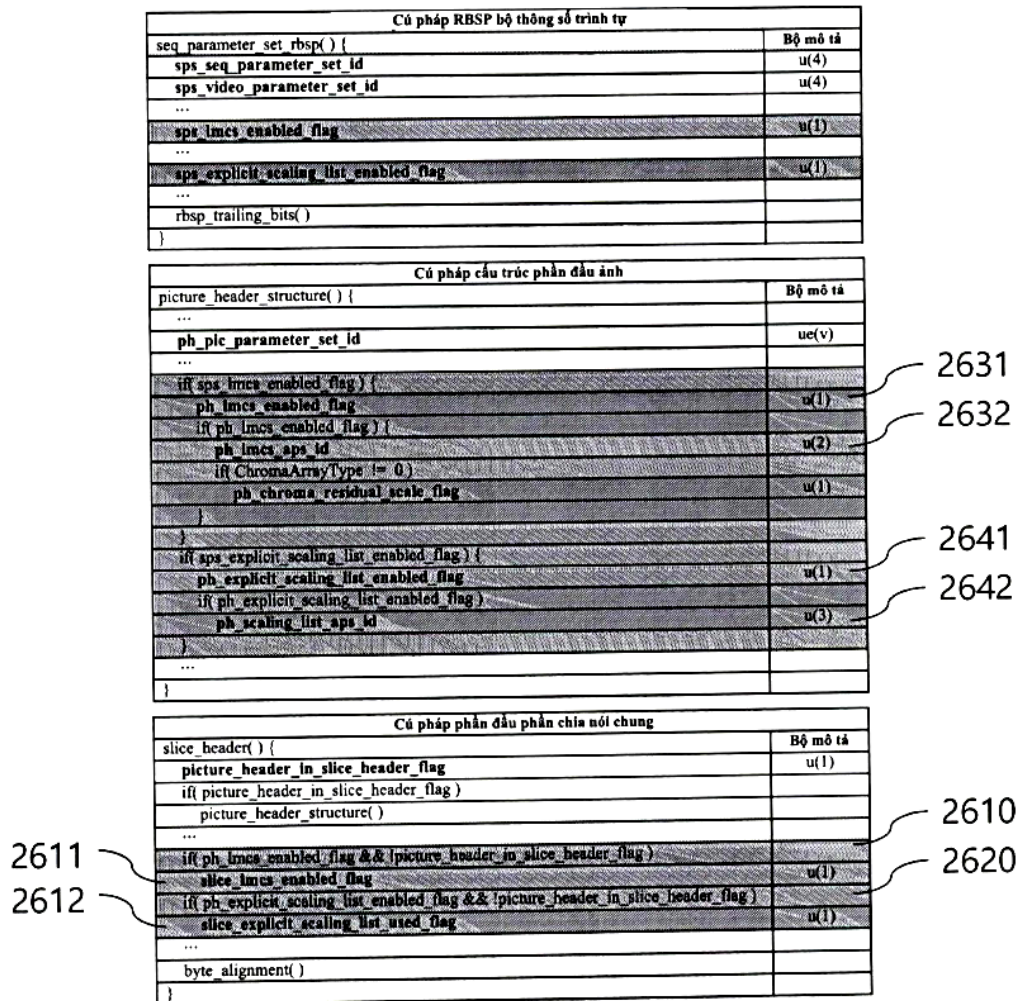 Cú pháp RBSP bộ thông số trình tự
seq_parameter_set_rbsp( ) { Bộ mô tả
sps_seq_parameter_set_id u(4)
sps_video_parameter_set_id u(4)
...
sps_lmcs_enabled_flag u(1)
...
sps_explicit_scaling_list_enabled_flag u(1)
...
rbsp_trailing_bits( )
}
Cú pháp cấu trúc phần đầu ảnh
picture_header_structure( ) { Bộ mô tả
...
ph_pic_parameter_set_id ue(v)
...
if( sps_lmcs_enabled_flag ) {
ph_lmcs_enabled_flag u(1) 2631
if( ph_lmcs_enabled_flag ) {
ph_lmcs_aps_id u(2) 2632
if( ChromaArrayType != 0 )
ph_chroma_residual_scale_flag u(1)
}
}
if( sps_explicit_scaling_list_enabled_flag ) {
ph_explicit_scaling_list_enabled_flag u(1) 2641
if( ph_explicit_scaling_list_enabled_flag )
ph_scaling_list_aps_id u(3) 2642
}
...
}
Cú pháp phần đầu phần chia nói chung
slice_header( ) { Bộ mô tả
picture_header_in_slice_header_flag u(1)
if( picture_header_in_slice_header_flag )
picture_header_structure( )
...
if( ph_lmcs_enabled_flag && !picture_header_in_slice_header_flag ) 2610
2611 slice_lmcs_enabled_flag u(1)
if( ph_explicit_scaling_list_enabled_flag && !picture_header_in_slice_header_flag ) 2620
2612 slice_explicit_scaling_list_used_flag u(1)
...
byte_alignment( )
}